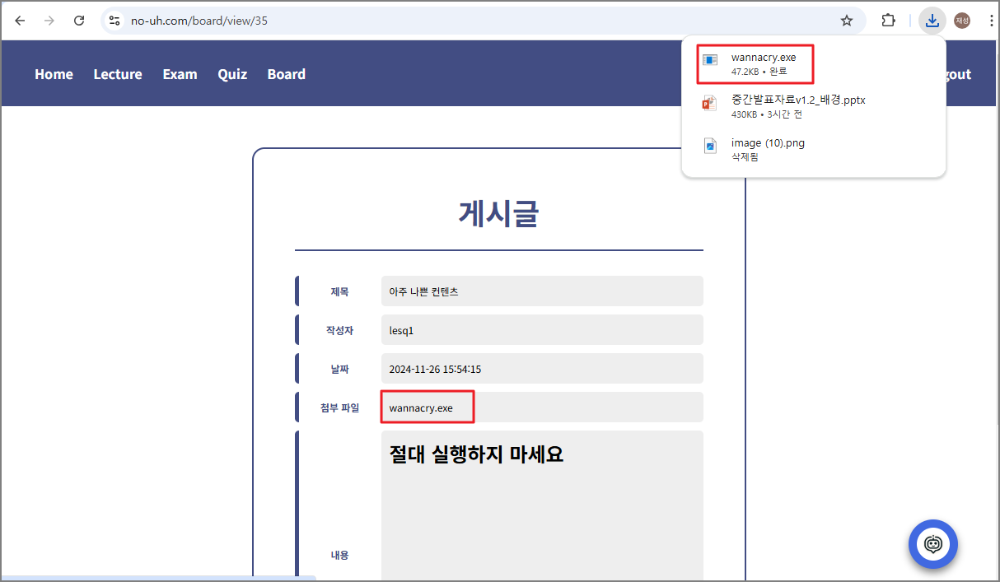 no-uh.com/board/view/35
재성
Home Lecture Exam Quiz Board
gout
wannacry.exe
47.2KB • 완료
중간발표자료v1.2_배경.pptx
430KB • 3시간 전
image (10).png
삭제됨
게시글
제목 아주 나쁜 컨텐츠
작성자 lesq1
날짜 2024-11-26 15:54:15
첨부 파일 wannacry.exe
절대 실행하지 마세요
내용